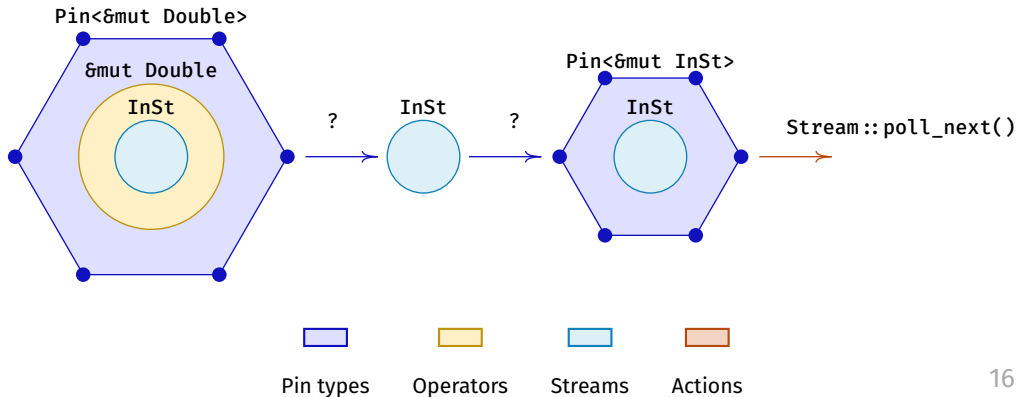 Pin<&mut Double>
&mut Double
InSt
?
InSt
?
Pin<&mut InSt>
InSt
Stream::poll_next()
Pin types
Operators
Streams
Actions
16